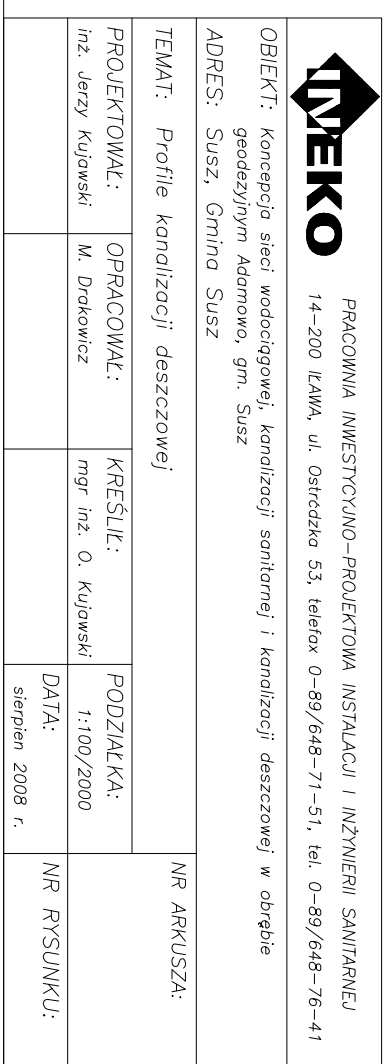 INEKO
PRACOWNIA INWESTYCYJNO-PROJEKTOWA INSTALACJI I INŻYNIERII SANITARNEJ
14-200 IŁAWA, ul. Ostródzka 53, telefax 0-89/648-71-51, tel. 0-89/648-76-41
OBIEKT: Koncepcja sieci wodociągowej, kanalizacji sanitarnej i kanalizacji deszczowej w obrębie
geodezyjnym Adamowo, gm. Susz
ADRES: Susz, Gmina Susz
TEMAT: Profile kanalizacji deszczowej
NR ARKUSZA:
PROJEKTOWAŁ:
inż. Jerzy Kujawski
OPRACOWAŁ:
M. Drakowicz
KREŚLIŁ:
mgr inż. O. Kujawski
PODZIAŁKA:
1:100/2000
DATA:
sierpien 2008 r.
NR RYSUNKU: